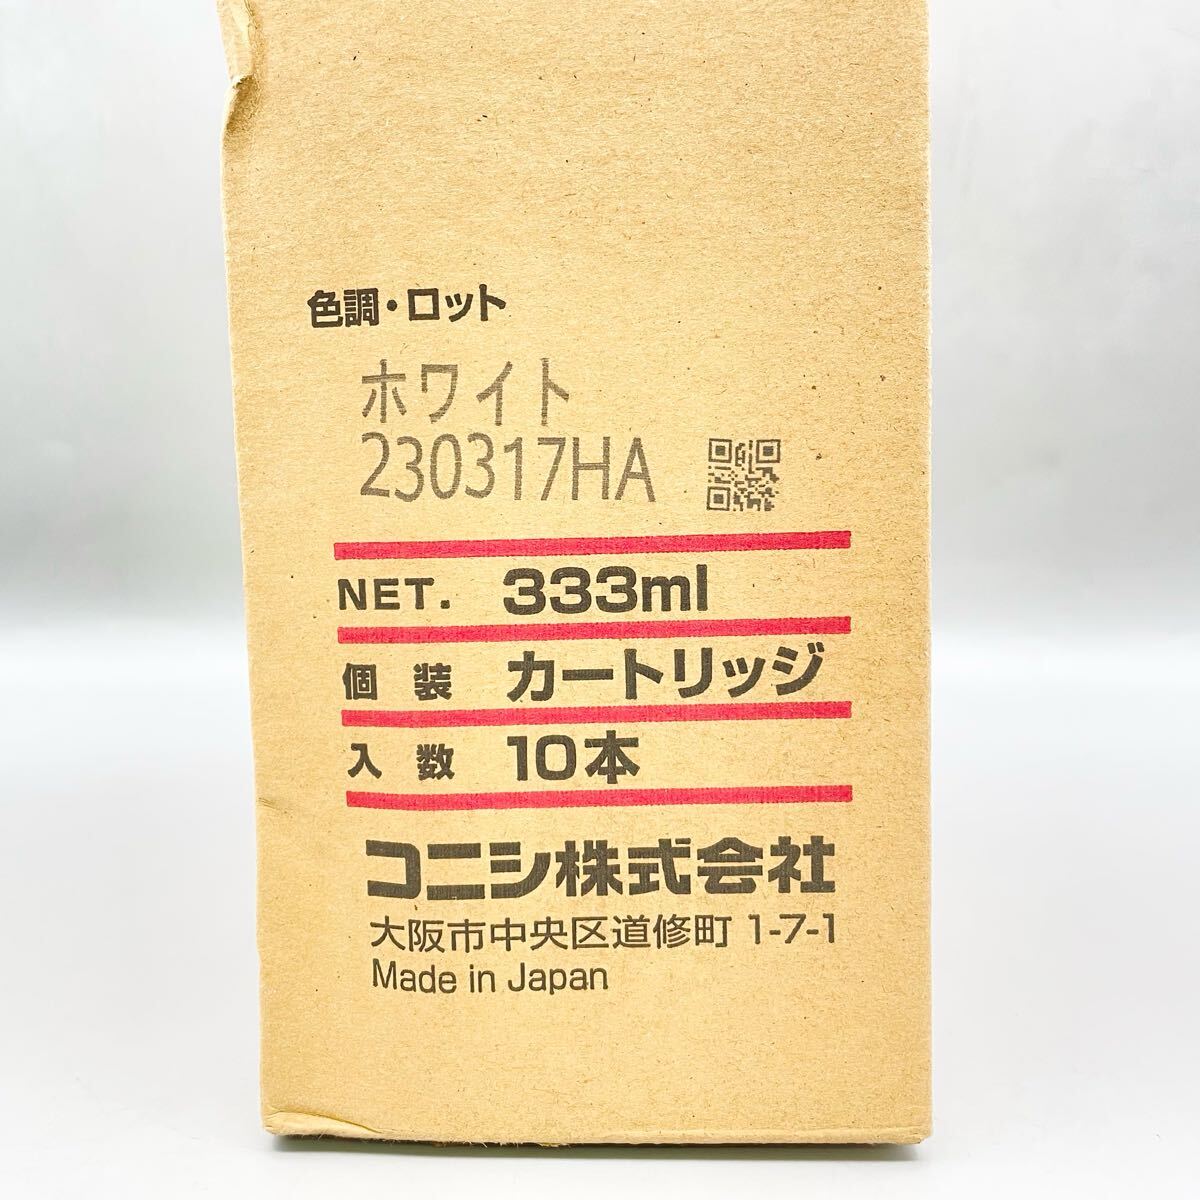 色調・ロット
ホワイト
230317HA
NET. 333ml
個装 カートリッジ
入数 10本
コニシ株式会社
大阪市中央区道修町 1-7-1
Made in Japan